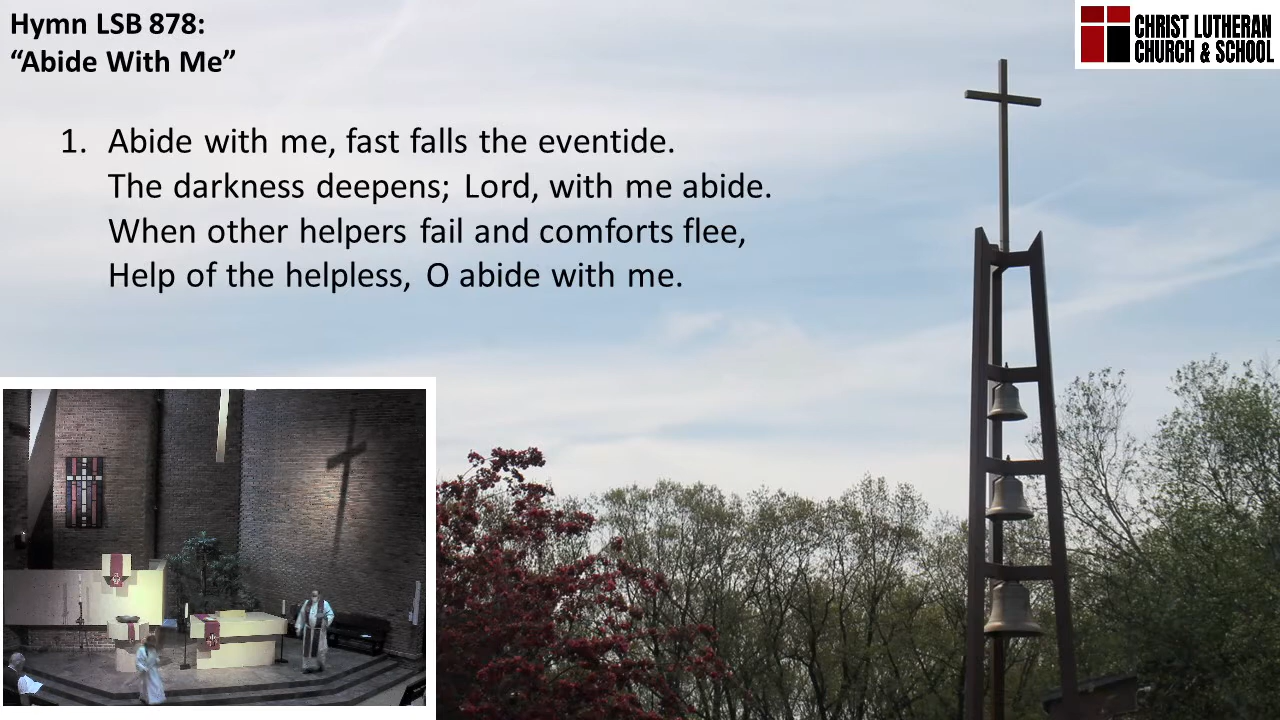 Hymn LSB 878:
“Abide With Me”
CHRIST LUTHERAN
CHURCH & SCHOOL
1. Abide with me, fast falls the eventide.
The darkness deepens; Lord, with me abide.
When other helpers fail and comforts flee,
Help of the helpless, O abide with me.